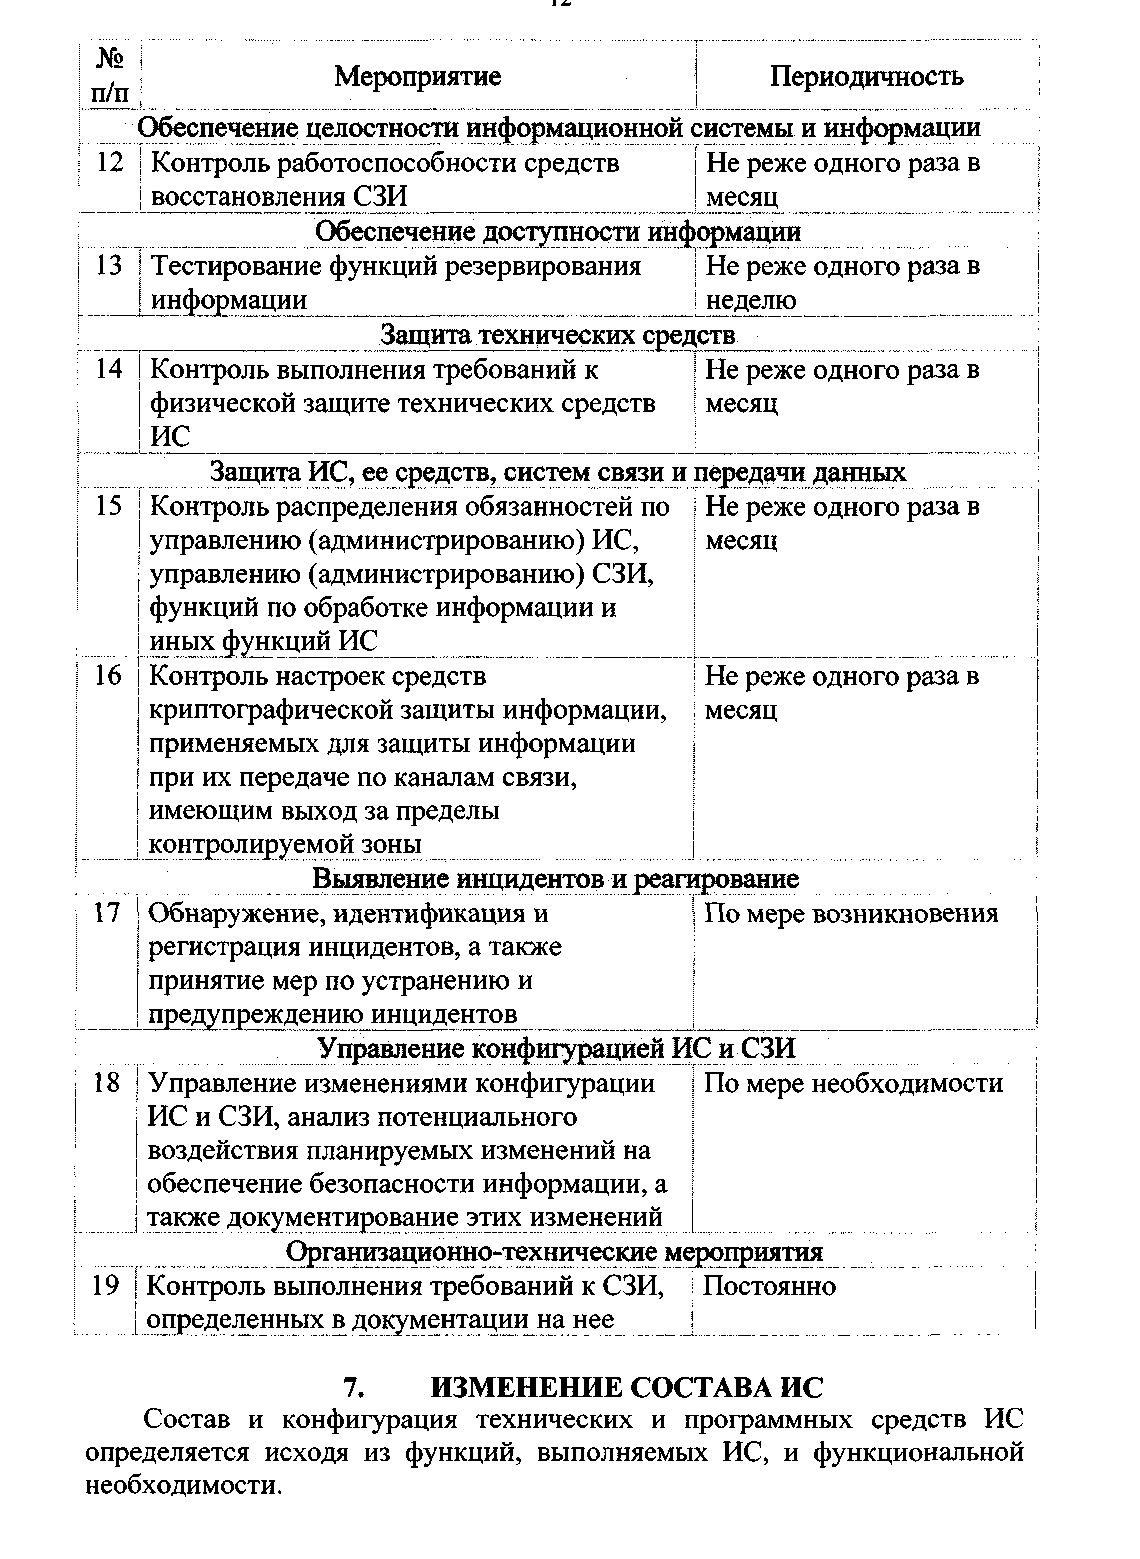 12
№
п/п
Мероприятие
Периодичность
Обеспечение целостности информационной системы и информации
12 Контроль работоспособности средств Не реже одного раза в
восстановления СЗИ месяц
Обеспечение доступности информации
13 Тестирование функций резервирования Не реже одного раза в
информации неделю
Защита технических средств
14 Контроль выполнения требований к Не реже одного раза в
физической защите технических средств месяц
ИС
Защита ИС, ее средств, систем связи и передачи данных
15 Контроль распределения обязанностей по Не реже одного раза в
управлению (администрированию) ИС, месяц
управлению (администрированию) СЗИ,
функций по обработке информации и
иных функций ИС
16 Контроль настроек средств Не реже одного раза в
криптографической защиты информации, месяц
применяемых для защиты информации
при их передаче по каналам связи,
имеющим выход за пределы
контролируемой зоны
Выявление инцидентов и реагирование
17 Обнаружение, идентификация и По мере возникновения
регистрация инцидентов, а также
принятие мер по устранению и
предупреждению инцидентов
Управление конфигурацией ИС и СЗИ
18 Управление изменениями конфигурации По мере необходимости
ИС и СЗИ, анализ потенциального
воздействия планируемых изменений на
обеспечение безопасности информации, а
также документирование этих изменений
Организационно-технические мероприятия
19 Контроль выполнения требований к СЗИ, Постоянно
определенных в документации на нее
7. ИЗМЕНЕНИЕ СОСТАВА ИС
Состав и конфигурация технических и программных средств ИС
определяется исходя из функций, выполняемых ИС, и функциональной
необходимости.